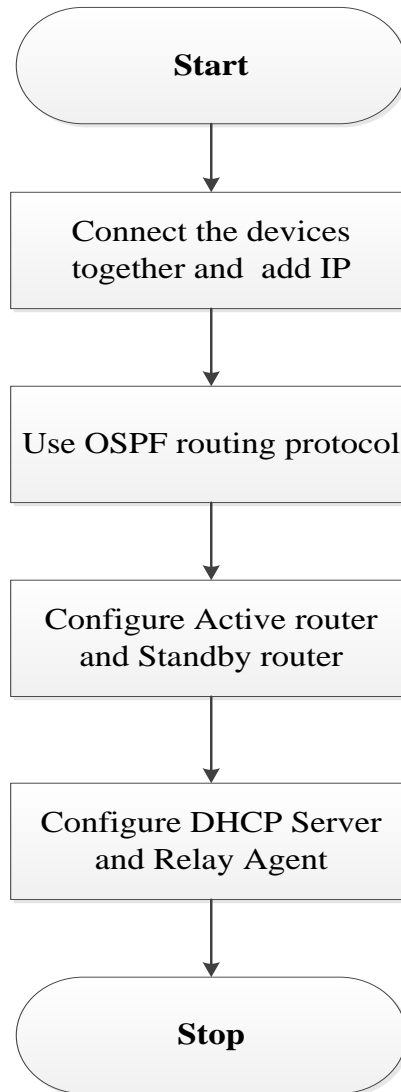 Start
Connect the devices
together and add IP
Use OSPF routing protocol
Configure Active router
and Standby router
Configure DHCP Server
and Relay Agent
Stop